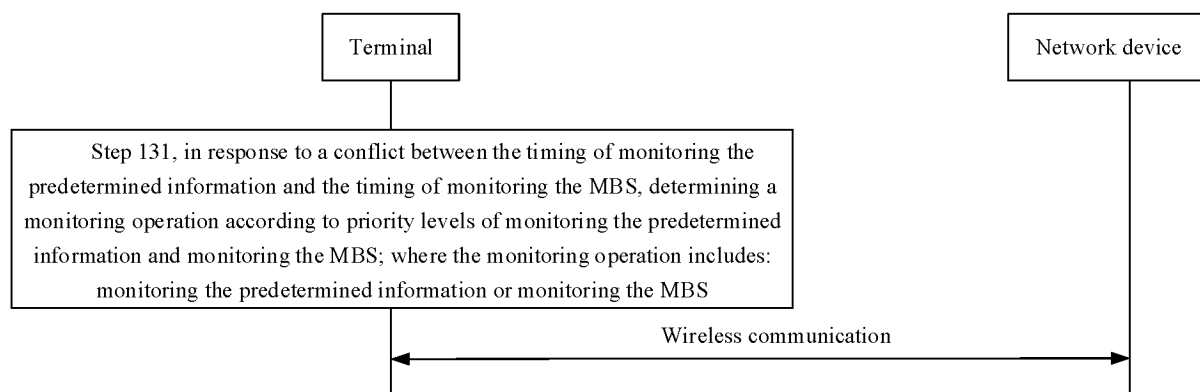 Terminal
Network device
Step 131, in response to a conflict between the timing of monitoring the
predetermined information and the timing of monitoring the MBS, determining a
monitoring operation according to priority levels of monitoring the predetermined
information and monitoring the MBS; where the monitoring operation includes:
monitoring the predetermined information or monitoring the MBS
Wireless communication